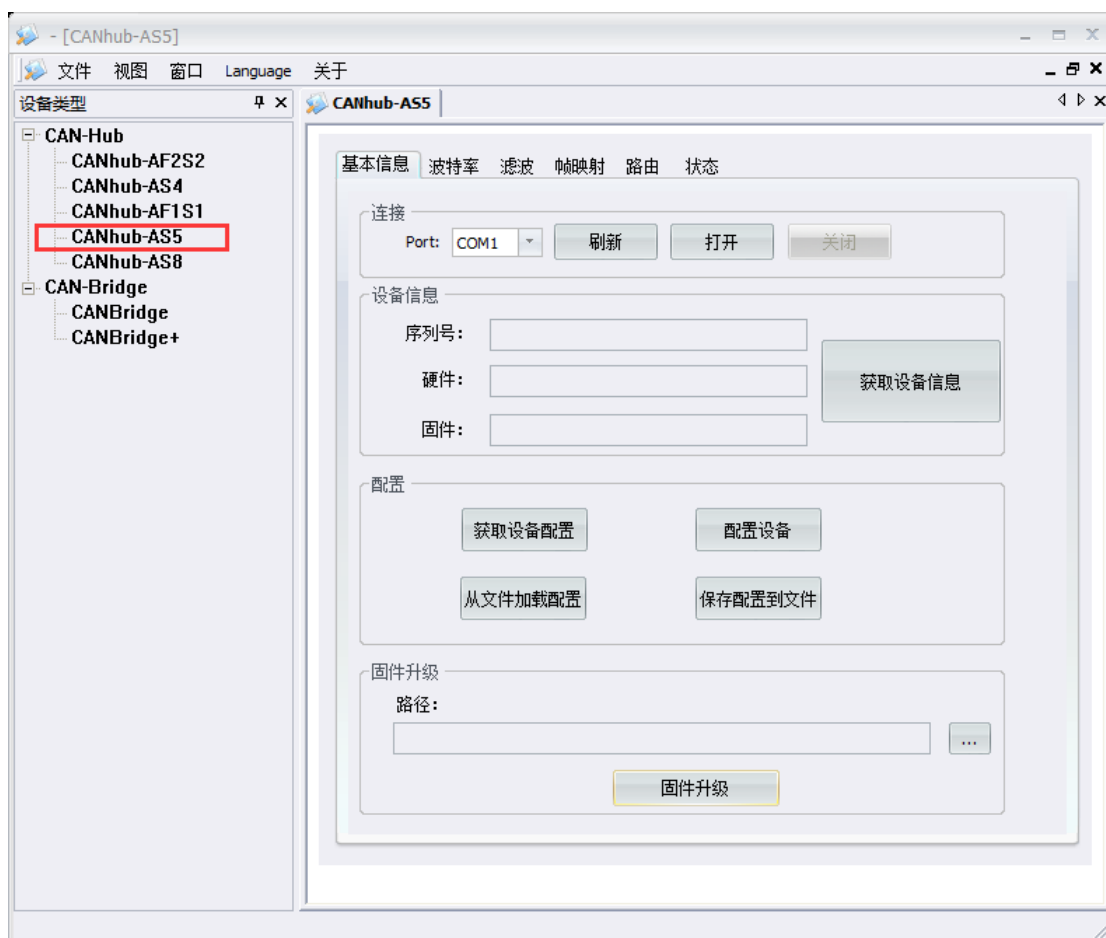 - [CANhub-AS5]
文件 视图 窗口 Language 关于
设备类型
CAN-Hub
CANhub-AF2S2
CANhub-AS4
CANhub-AF1S1
CANhub-AS5
CANhub-AS8
CAN-Bridge
CANBridge
CANBridge+
CANhub-AS5
基本信息 波特率 滤波 帧映射 路由 状态
连接
Port: COM1 刷新 打开 关闭
设备信息
序列号:
硬件:
固件:
获取设备信息
配置
获取设备配置 配置设备
从文件加载配置 保存配置到文件
固件升级
路径:
...
固件升级